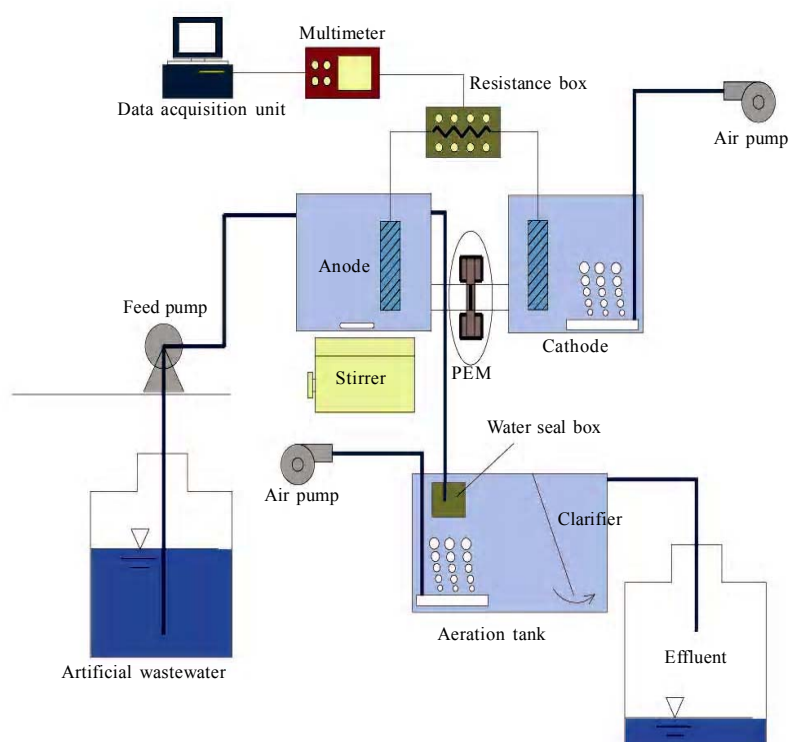 Multimeter
Resistance box
Data acquisition unit
Air pump
Anode
Feed pump
Cathode
PEM
Stirrer
Water seal box
Air pump
Clarifier
Aeration tank
Effluent
Artificial wastewater